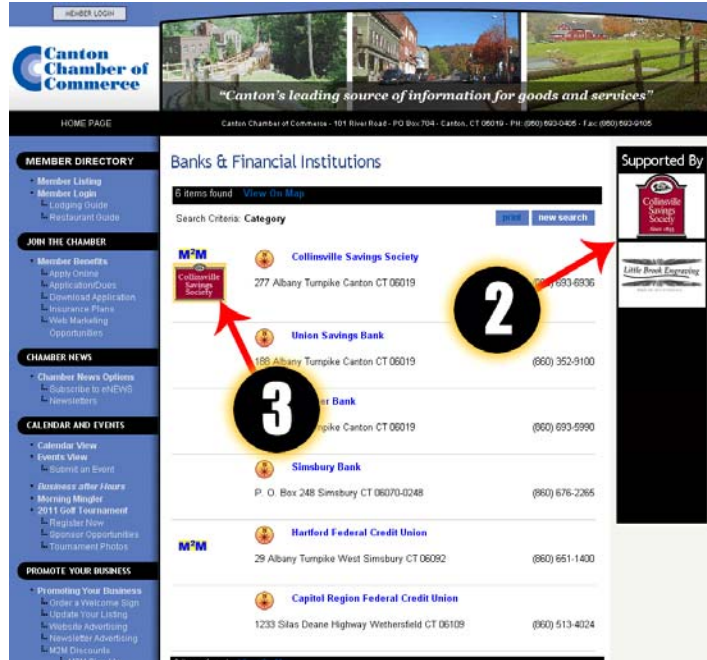 MEMBER LOGIN
Canton
Chamber of
Commerce
"Canton's leading source of information for goods and services"
HOME PAGE
Canton Chamber of Commerce - 101 River Road - PO Box 704 - Canton, CT 06019 - PH: (860) 693-0405 - Fax: (860) 693-9105
MEMBER DIRECTORY
Member Listing
Member Login
Lodging Guide
Restaurant Guide
JOIN THE CHAMBER
Member Benefits
Apply Online
Application/Dues
Download Application
Insurance Plans
Web Marketing
Opportunities
CHAMBER NEWS
Chamber News Options
Subscribe to eNEWS
Newsletters
CALENDAR AND EVENTS
Calendar View
Events View
Submit an Event
Business after Hours
Morning Mingler
2011 Golf Tournament
Register Now
Sponsor Opportunities
Tournament Photos
PROMOTE YOUR BUSINESS
Promoting Your Business
Order a Welcome Sign
Update Your Listing
Website Advertising
Newsletter Advertising
M2M Discounts
Banks & Financial Institutions
6 items found View On Map
Search Criteria: Category
print new search
M²M
Collinsville
Savings
Society
Collinsville Savings Society
277 Albany Turnpike Canton CT 06019 693-6936
Union Savings Bank
188 Albany Turnpike Canton CT 06019 (860) 352-9100
er Bank
npike Canton CT 06019 (860) 693-5990
Simsbury Bank
P. O. Box 248 Simsbury CT 06070-0248 (860) 676-2265
M²M
Hartford Federal Credit Union
29 Albany Turnpike West Simsbury CT 06092 (860) 651-1400
Capitol Region Federal Credit Union
1233 Silas Deane Highway Wethersfield CT 06109 (860) 513-4024
3
2
Supported By
Collinsville
Savings
Society
Since 1853
Little Brook Engraving